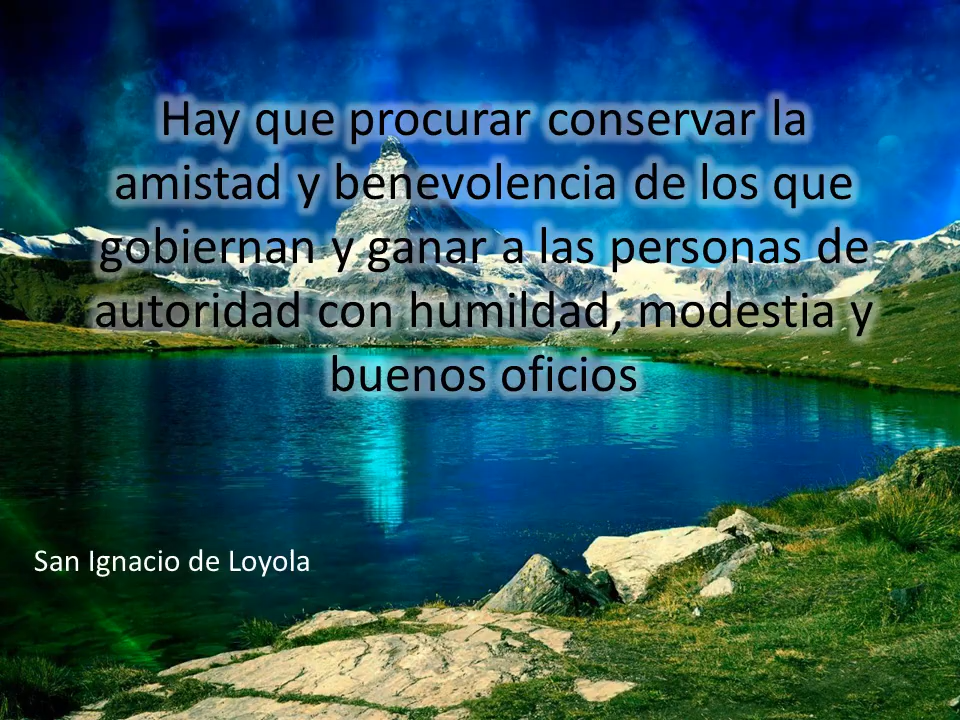 Hay que procurar conservar la
amistad y benevolencia de los que
gobiernan y ganar a las personas de
autoridad con humildad, modestia y
buenos oficios
San Ignacio de Loyola